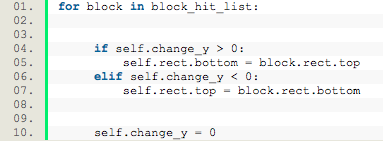 01. for block in block_hit_list:
02.
03.
04.         if self.change_y > 0:
05.             self.rect.bottom = block.rect.top
06.         elif self.change_y < 0:
07.             self.rect.top = block.rect.bottom
08.
09.
10.         self.change_y = 0